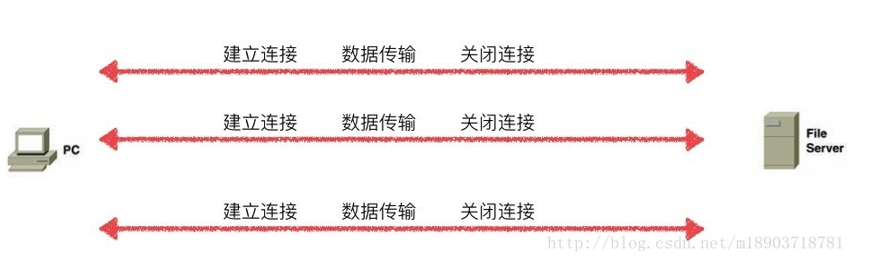 建立连接 数据传输 关闭连接
建立连接 数据传输 关闭连接
PC
File
Server
建立连接 数据传输 关闭连接
http://blog.csdn.net/m18903718781